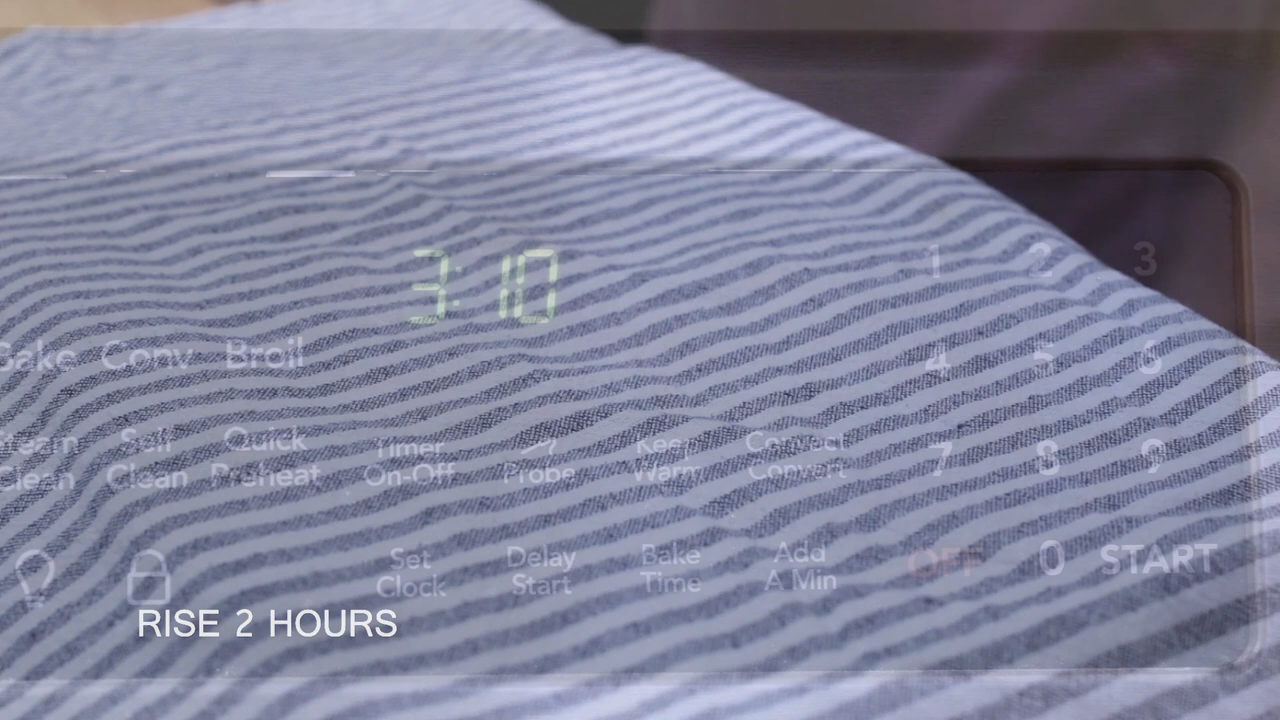 3:10
1 2 3
Bake Conv Broil
4 5 6
Steam Clean
Self Clean
Quick Preheat
Timer On-Off
Probe
Keep Warm
Convect Convert
7 8 9
Set Clock
Delay Start
Bake Time
Add A Min
OFF 0 START
RISE 2 HOURS